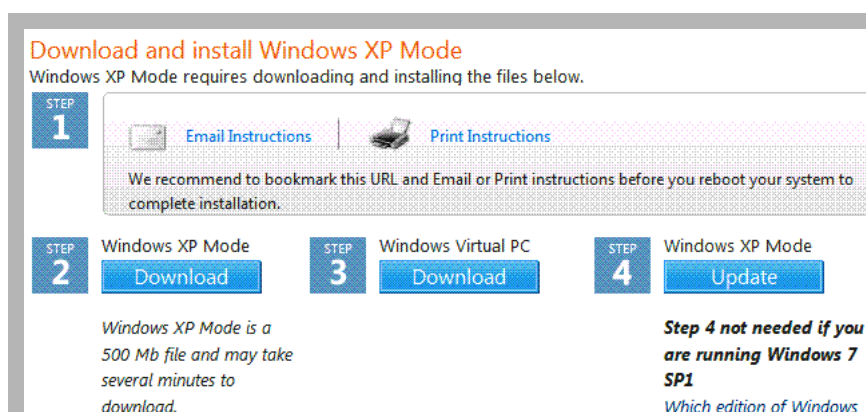 Download and install Windows XP Mode
Windows XP Mode requires downloading and installing the files below.
STEP
1
Email Instructions
Print Instructions
We recommend to bookmark this URL and Email or Print instructions before you reboot your system to
complete installation.
STEP
2
Windows XP Mode
Download
Windows XP Mode is a
500 Mb file and may take
several minutes to
download.
STEP
3
Windows Virtual PC
Download
STEP
4
Windows XP Mode
Update
Step 4 not needed if you
are running Windows 7
SP1
Which edition of Windows